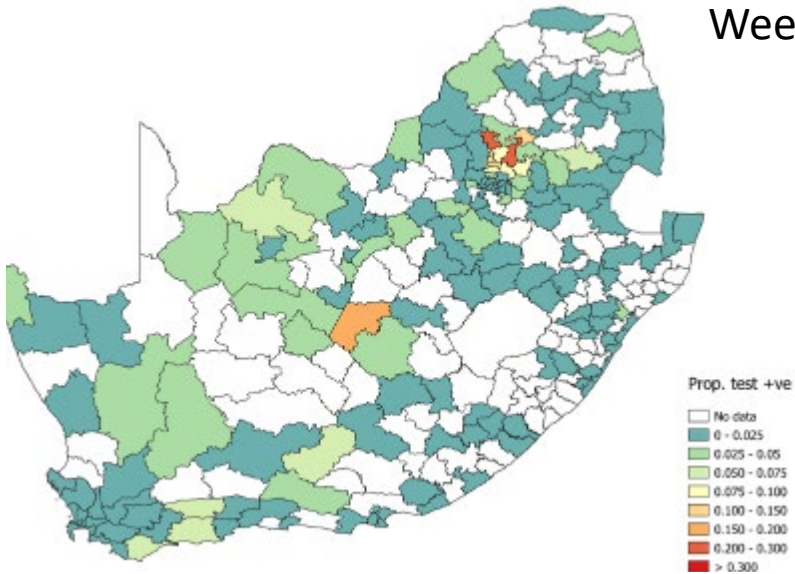 Wee
Prop. test +ve
No data
0 - 0.025
0.025 - 0.05
0.050 - 0.075
0.075 - 0.100
0.100 - 0.150
0.150 - 0.200
0.200 - 0.300
> 0.300